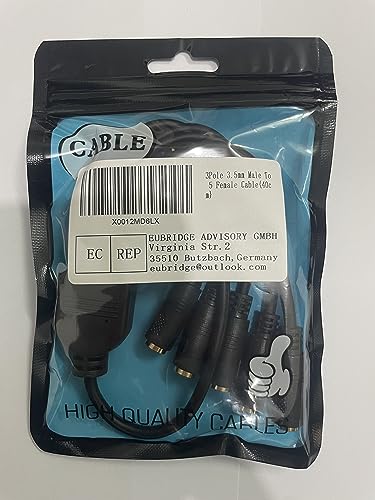 CABLE
3Pole 3.5mm Male To
5 Female Cable(40c
m)
X0012MD6LX
EC REP
EUBRIDGE ADVISORY GMBH
Virginia Str.2
35510 Butzbach,Germany
eubridge@outlook.com
HIGH QUALITY CABLES